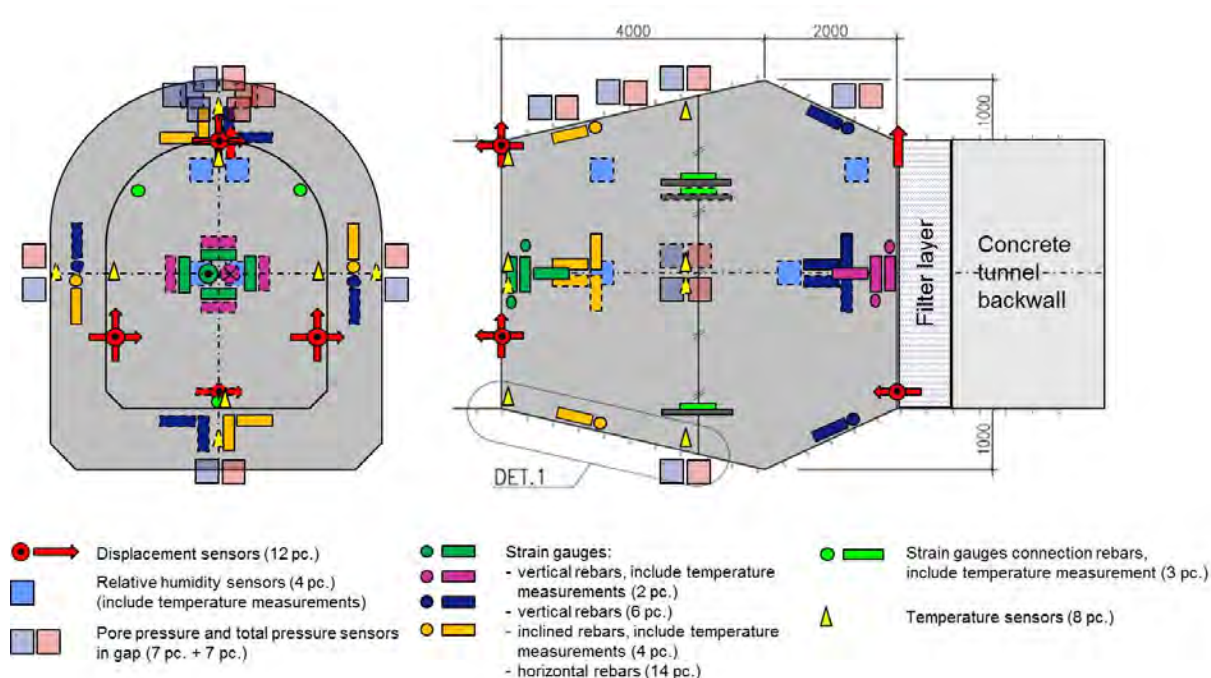 4000
2000
1000
Filter layer
Concrete
tunnel
backwall
1000
DET.1
Displacement sensors (12 pc.)
Relative humidity sensors (4 pc.)
(include temperature measurements)
Pore pressure and total pressure sensors
in gap (7 pc. + 7 pc.)
Strain gauges:
- vertical rebars, include temperature
measurements (2 pc.)
- vertical rebars (6 pc.)
- inclined rebars, include temperature
measurements (4 pc.)
- horizontal rebars (14 pc.)
Strain gauges connection rebars,
include temperature measurement (3 pc.)
Temperature sensors (8 pc.)